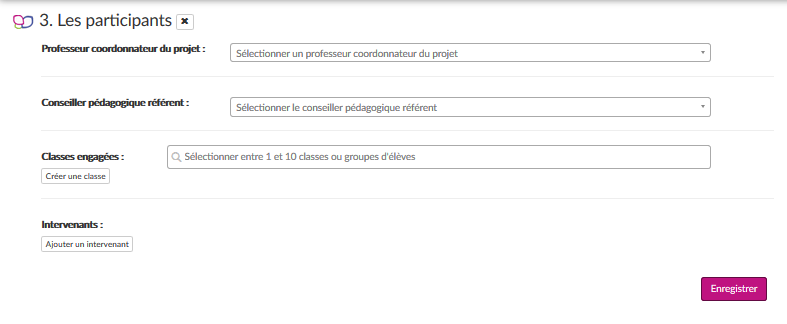 3. Les participants ✖
Professeur coordonnateur du projet :
Sélectionner un professeur coordonnateur du projet
Conseiller pédagogique référent :
Sélectionner le conseiller pédagogique référent
Classes engagées :
Sélectionner entre 1 et 10 classes ou groupes d'élèves
Créer une classe
Intervenants :
Ajouter un intervenant
Enregistrer